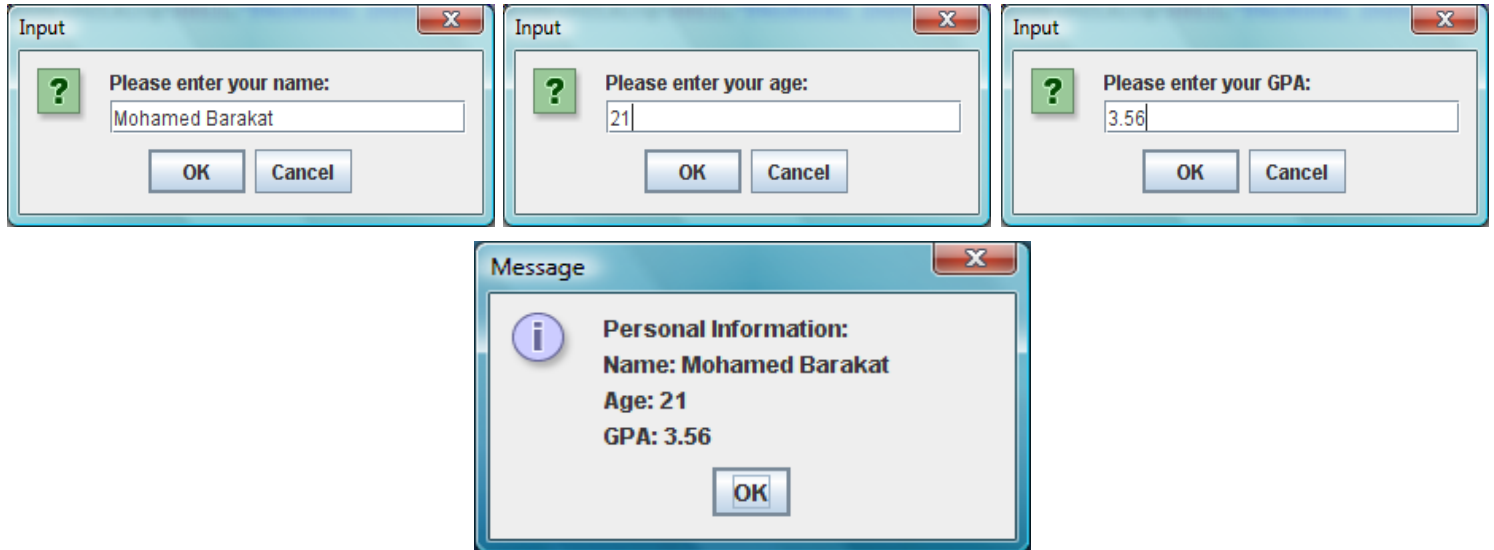 Input
Please enter your name:
Mohamed Barakat
OK Cancel
Input
Please enter your age:
21
OK Cancel
Input
Please enter your GPA:
3.56
OK Cancel
Message
Personal Information:
Name: Mohamed Barakat
Age: 21
GPA: 3.56
OK